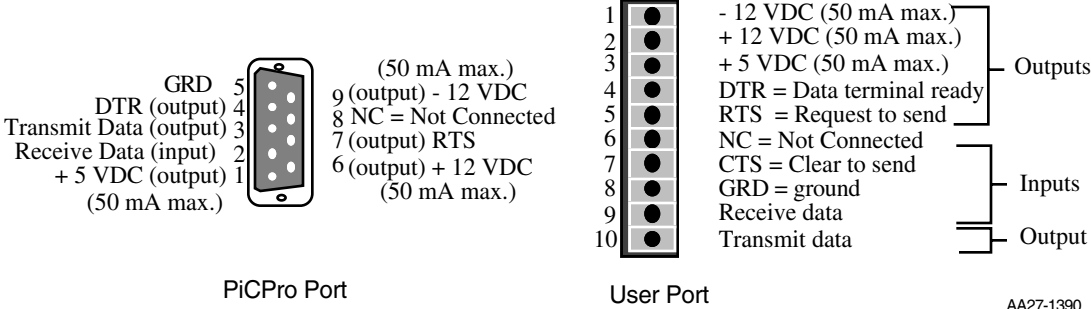 GRD 5
DTR (output) 4
Transmit Data (output) 3
Receive Data (input) 2
+ 5 VDC (output) 1
(50 mA max.)
(50 mA max.)
9 (output) - 12 VDC
8 NC = Not Connected
7 (output) RTS
6 (output) + 12 VDC
(50 mA max.)
PiCPro Port
1 - 12 VDC (50 mA max.)
2 + 12 VDC (50 mA max.)
3 + 5 VDC (50 mA max.)
4 DTR = Data terminal ready
5 RTS = Request to send
6 NC = Not Connected
7 CTS = Clear to send
8 GRD = ground
9 Receive data
10 Transmit data
Outputs
Inputs
Output
User Port
AA27-1390